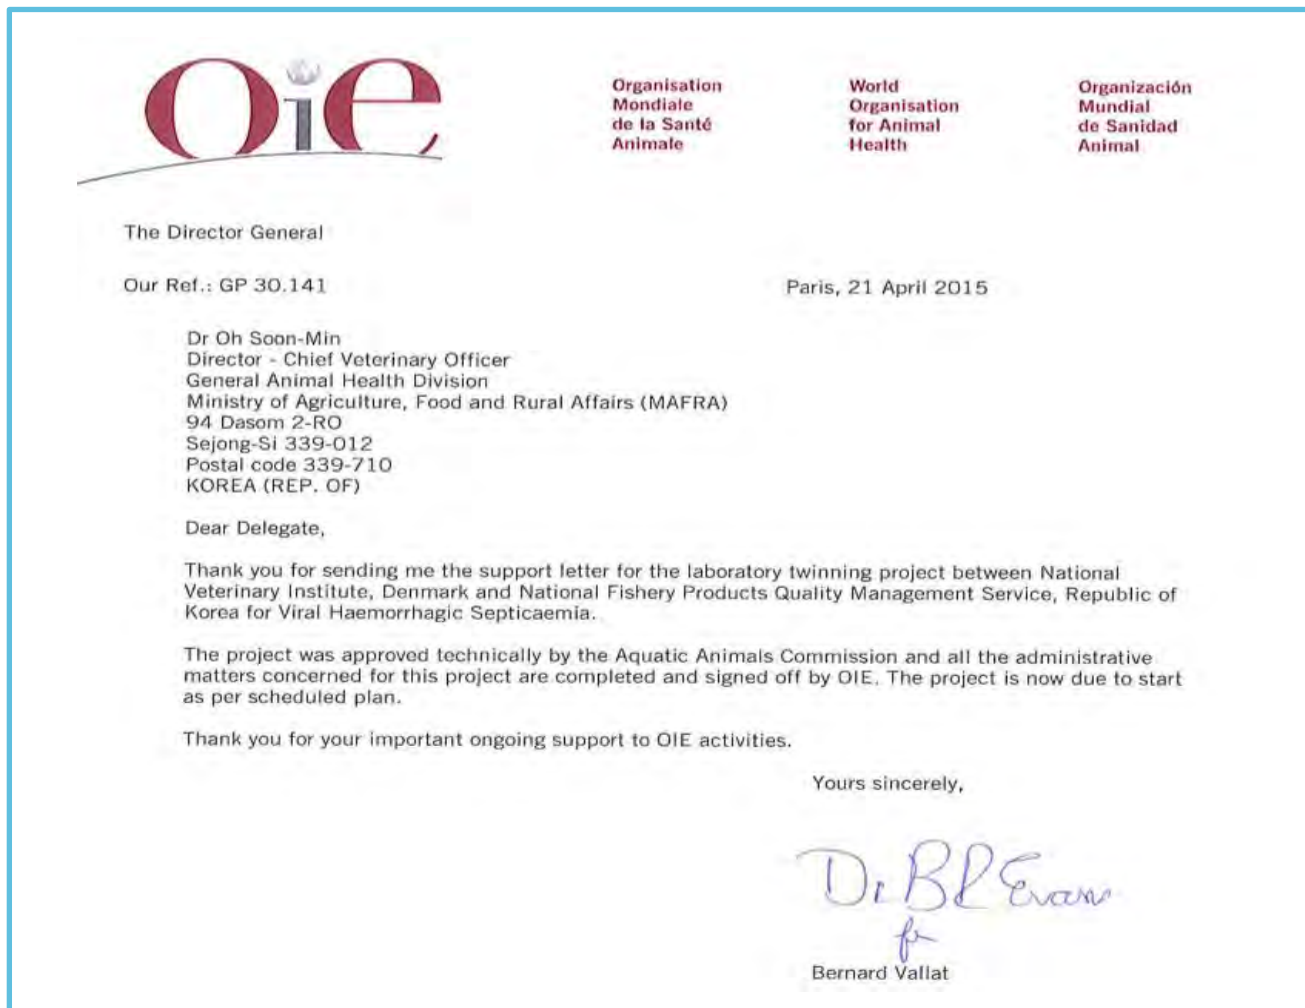 Oie
Organisation
Mondiale
de la Santé
Animale
World
Organisation
for Animal
Health
Organización
Mundial
de Sanidad
Animal
The Director General
Our Ref.: GP 30.141
Paris, 21 April 2015
Dr Oh Soon-Min
Director - Chief Veterinary Officer
General Animal Health Division
Ministry of Agriculture, Food and Rural Affairs (MAFRA)
94 Dasom 2-RO
Sejong-Si 339-012
Postal code 339-710
KOREA (REP. OF)
Dear Delegate,
Thank you for sending me the support letter for the laboratory twinning project between National
Veterinary Institute, Denmark and National Fishery Products Quality Management Service, Republic of
Korea for Viral Haemorrhagic Septicaemia.
The project was approved technically by the Aquatic Animals Commission and all the administrative
matters concerned for this project are completed and signed off by OIE. The project is now due to start
as per scheduled plan.
Thank you for your important ongoing support to OIE activities.
Yours sincerely,
Dr B P Evans
for
Bernard Vallat